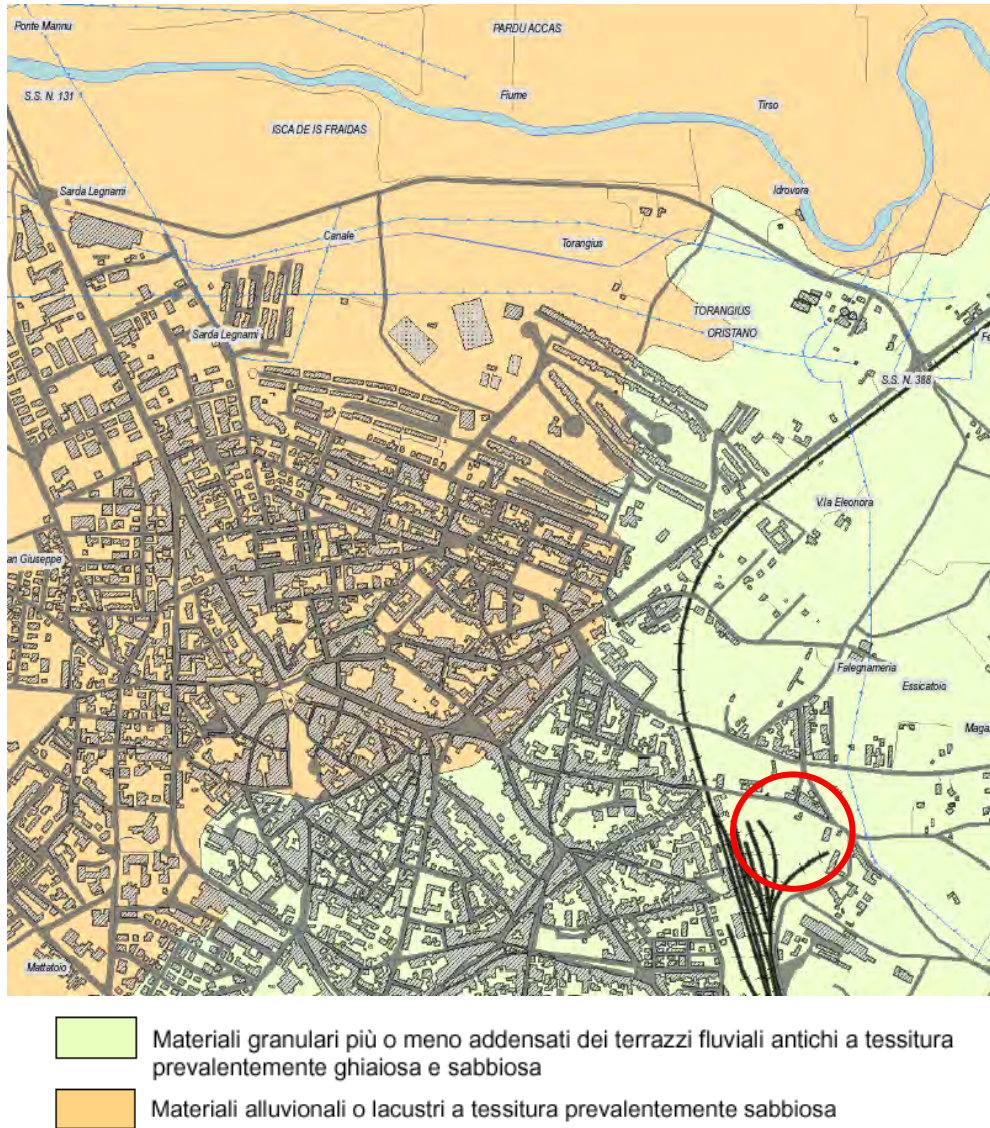 Ponte Mannu
PARDU ACCAS
S.S. N. 131
Fiume
Tirso
ISCA DE IS FRAIDAS
Sarda Legnami
Idrovora
Canale
Torangius
TORANGIUS
Sarda Legnami
ORISTANO
Fe
S.S. N. 388
V.la Eleonora
an Giuseppe
Falegnameria
Essicatoio
Maga
Mattatoio
Materiali granulari più o meno addensati dei terrazzi fluviali antichi a tessitura
prevalentemente ghiaiosa e sabbiosa
Materiali alluvionali o lacustri a tessitura prevalentemente sabbiosa